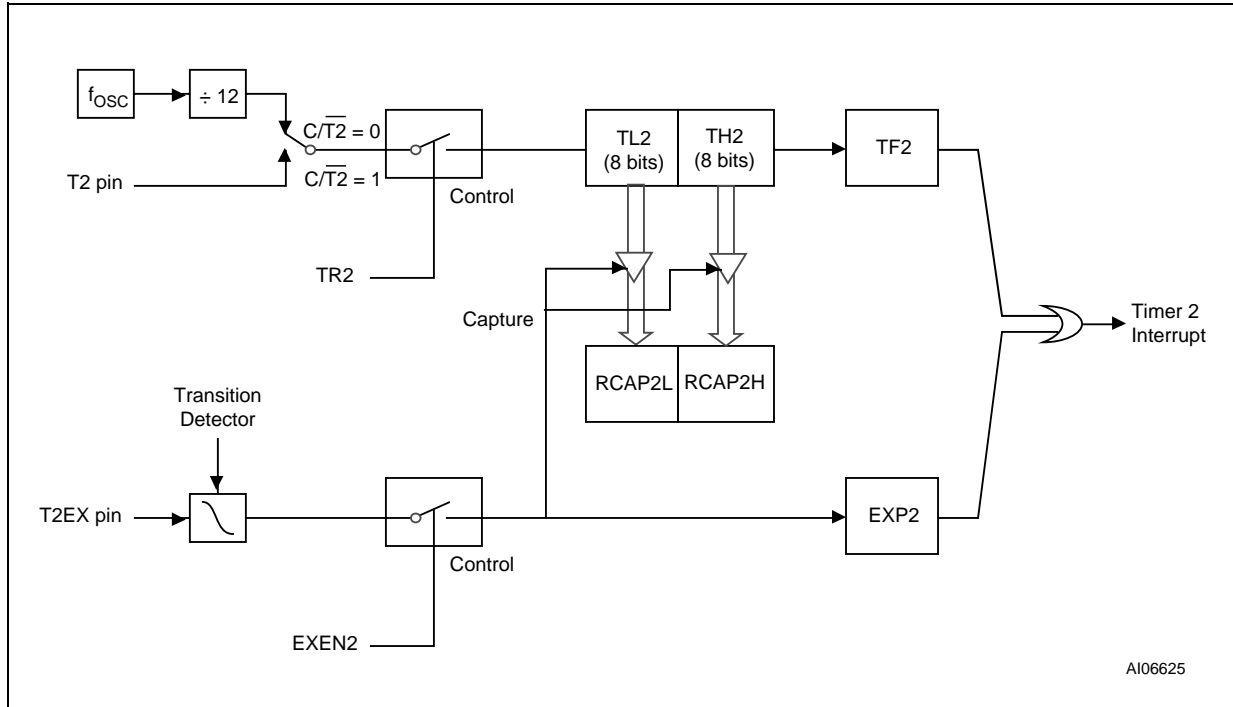 fOSC
÷ 12
C/T2 = 0
C/T2 = 1
T2 pin
Control
TR2
TL2
(8 bits)
TH2
(8 bits)
TF2
Capture
RCAP2L
RCAP2H
Timer 2
Interrupt
Transition
Detector
T2EX pin
Control
EXEN2
EXP2
AI06625